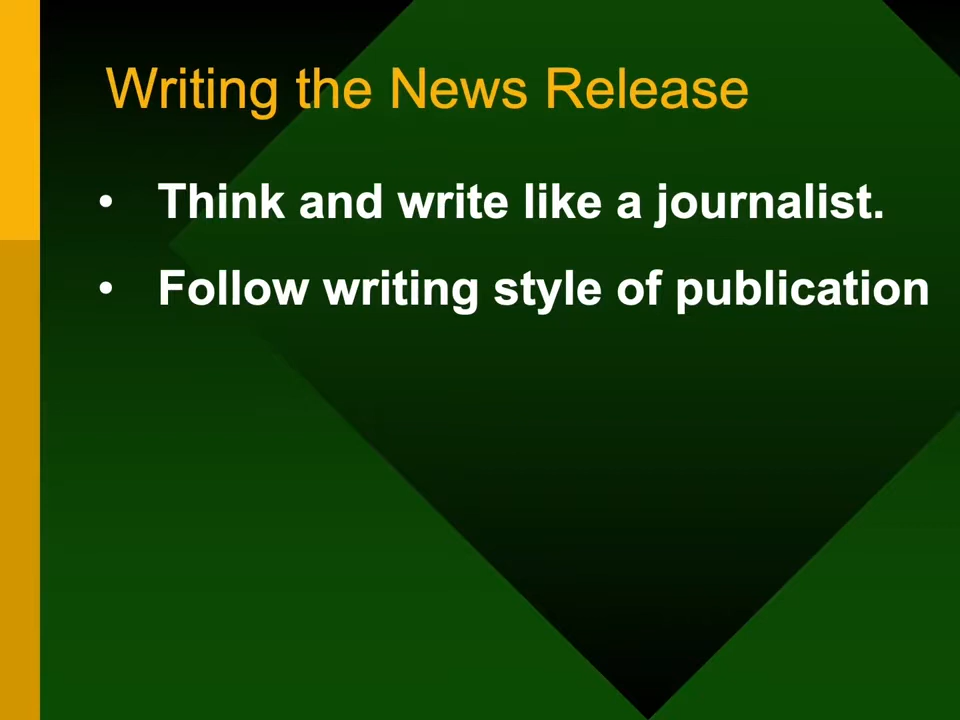 Writing the News Release
• Think and write like a journalist.
• Follow writing style of publication